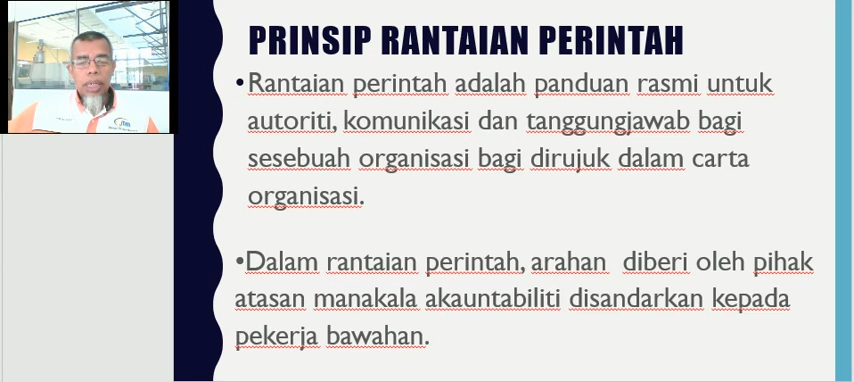 PRINSIP RANTAIAN PERINTAH
•Rantaian perintah adalah panduan rasmi untuk
autoriti, komunikasi dan tanggungjawab bagi
sesebuah organisasi bagi dirujuk dalam carta
organisasi.
•Dalam rantaian perintah, arahan  diberi oleh pihak
atasan manakala akauntabiliti disandarkan kepada
pekerja bawahan.